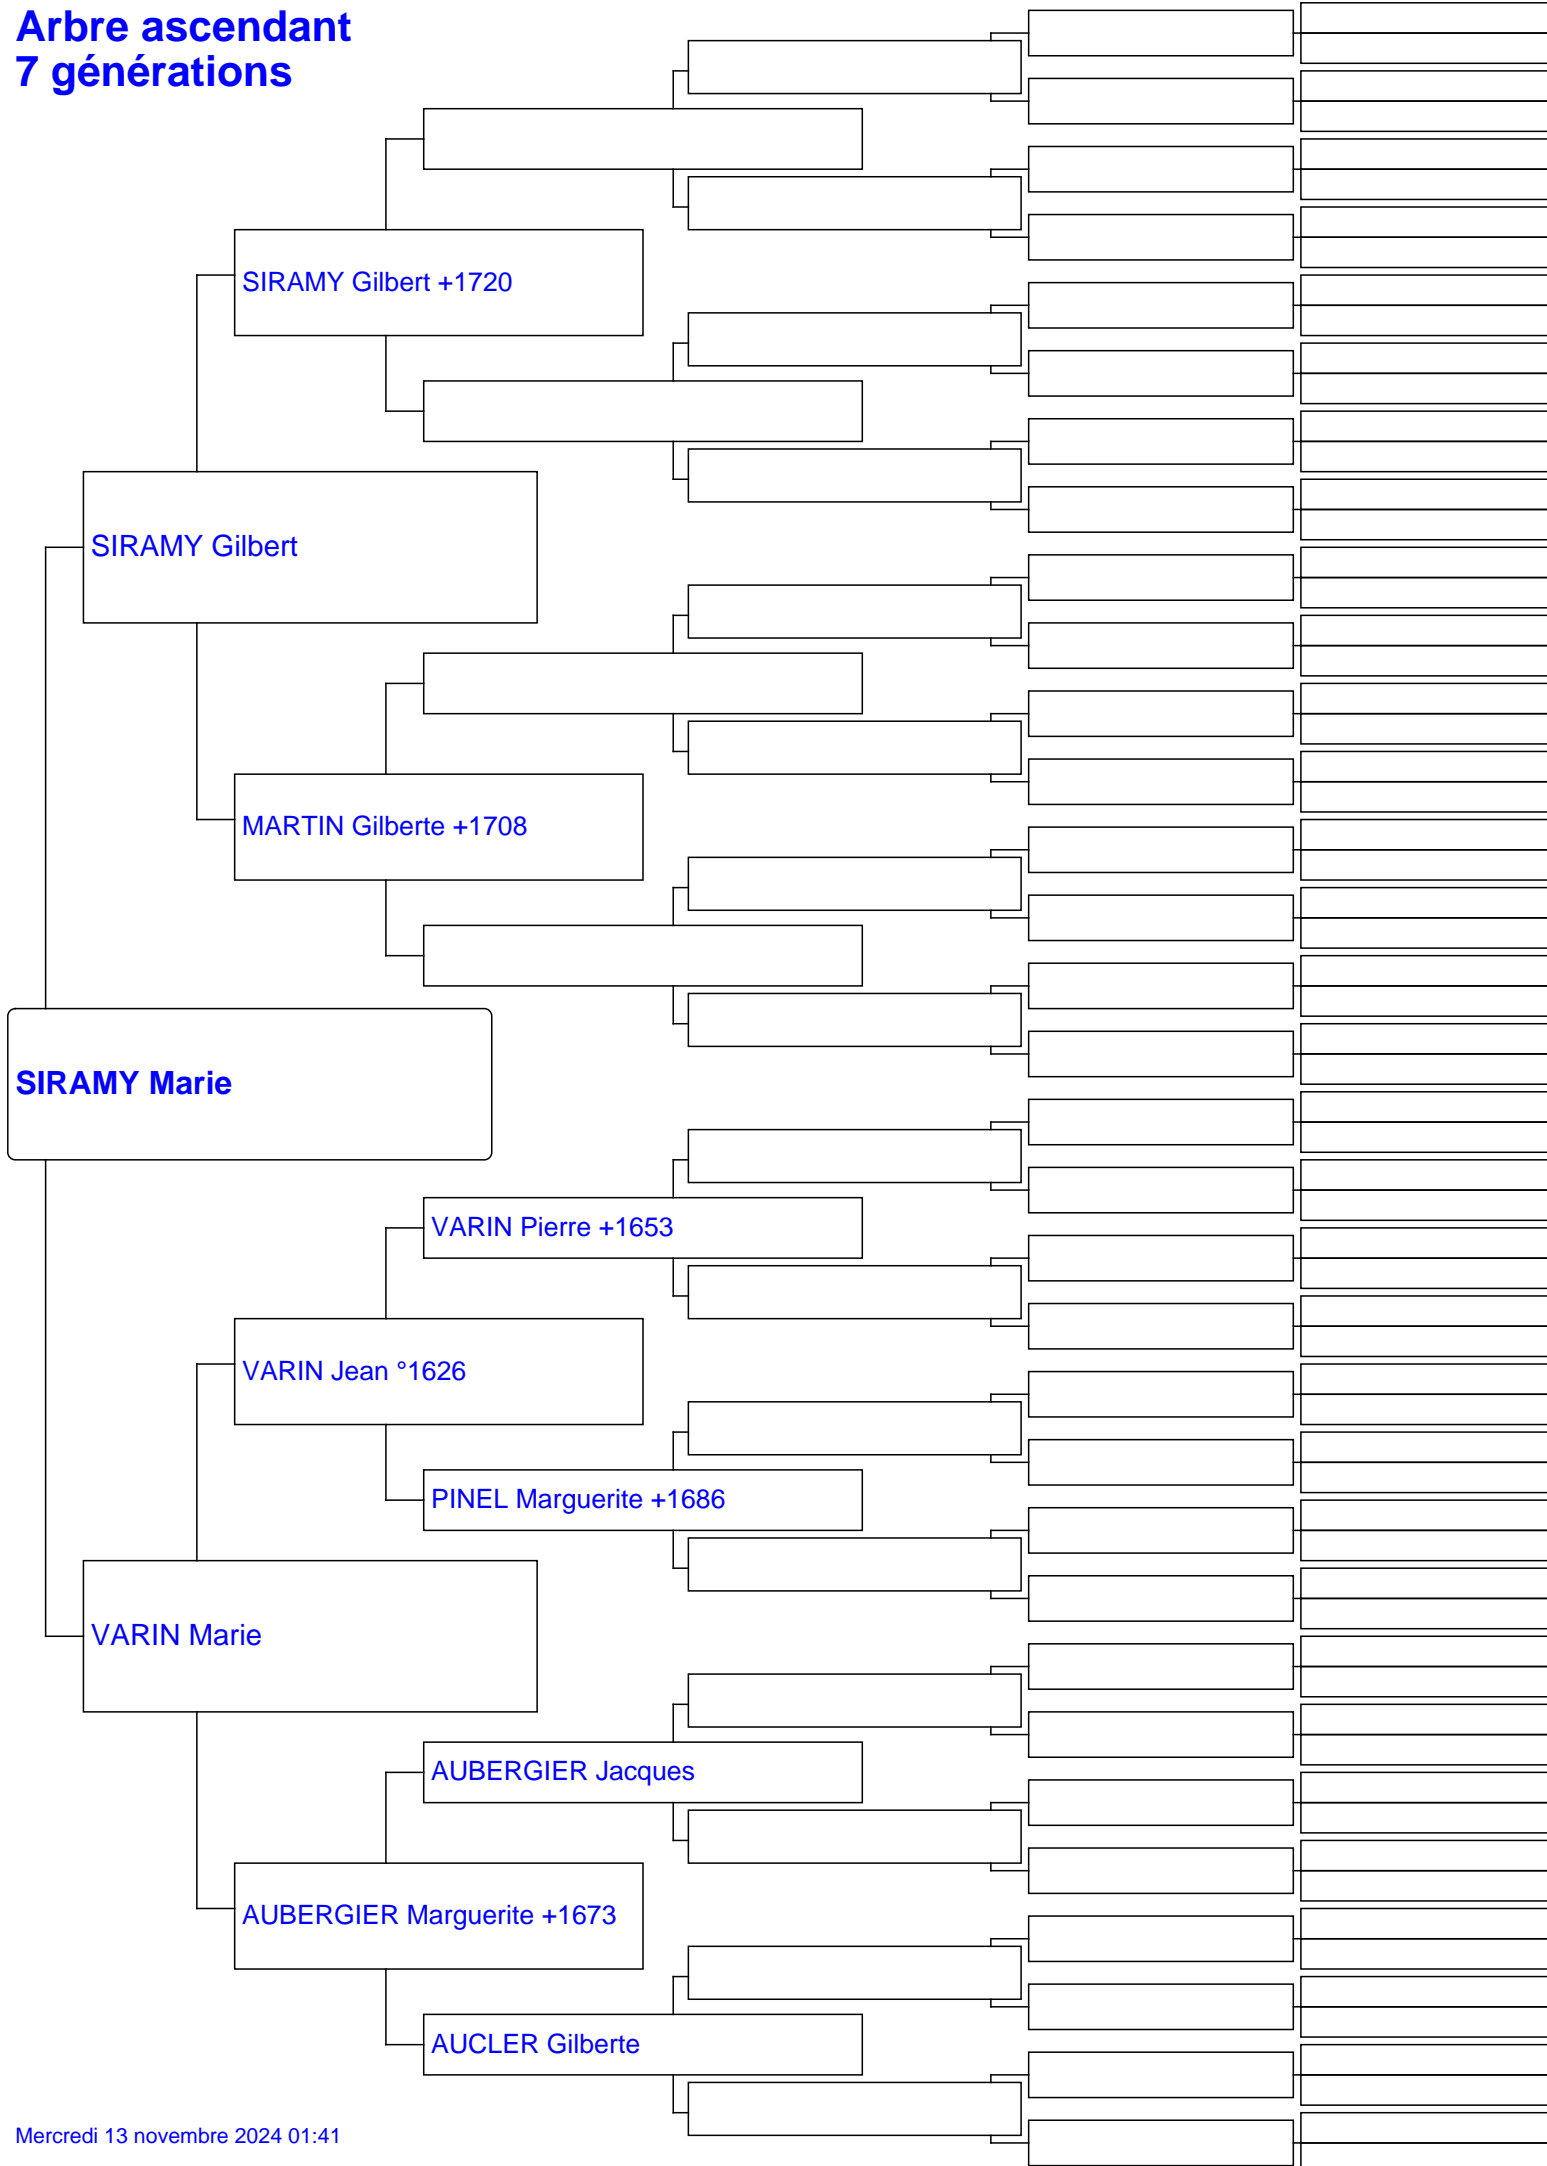 Arbre ascendant
7 générations
SIRAMY Gilbert +1720
SIRAMY Gilbert
MARTIN Gilberte +1708
SIRAMY Marie
VARIN Pierre +1653
VARIN Jean °1626
PINEL Marguerite +1686
VARIN Marie
AUBERGIER Jacques
AUBERGIER Marguerite +1673
AUCLER Gilberte
Mercredi 13 novembre 2024 01:41